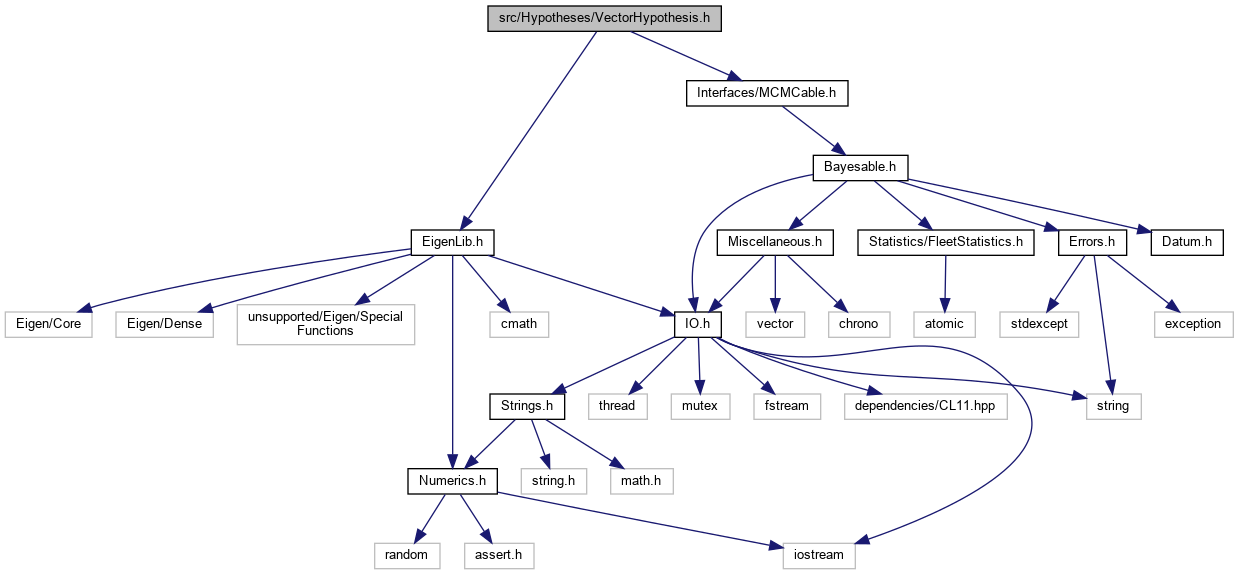 src/Hypotheses/VectorHypothesis.h
Interfaces/MCMCable.h
Bayesable.h
EigenLib.h
Miscellaneous.h
Statistics/FleetStatistics.h
Errors.h
Datum.h
Eigen/Core
Eigen/Dense
unsupported/Eigen/Special
Functions
cmath
IO.h
vector
chrono
atomic
stdexcept
exception
Strings.h
thread
mutex
fstream
dependencies/CL11.hpp
string
Numerics.h
string.h
math.h
random
assert.h
iostream